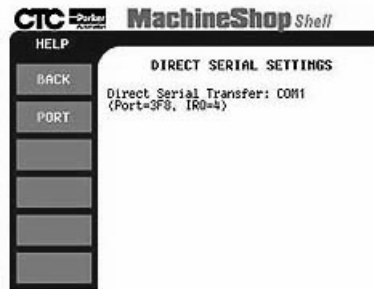 CTC Parker Automation MachineShop Shell
HELP
DIRECT SERIAL SETTINGS
BACK
Direct Serial Transfer: COM1
(Port=3F8, IRQ=4)
PORT